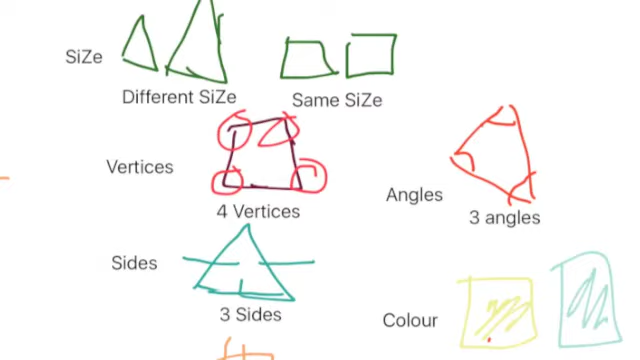 SiZe
Different SiZe
Same SiZe
Vertices
4 Vertices
Angles
3 angles
Sides
3 Sides
Colour